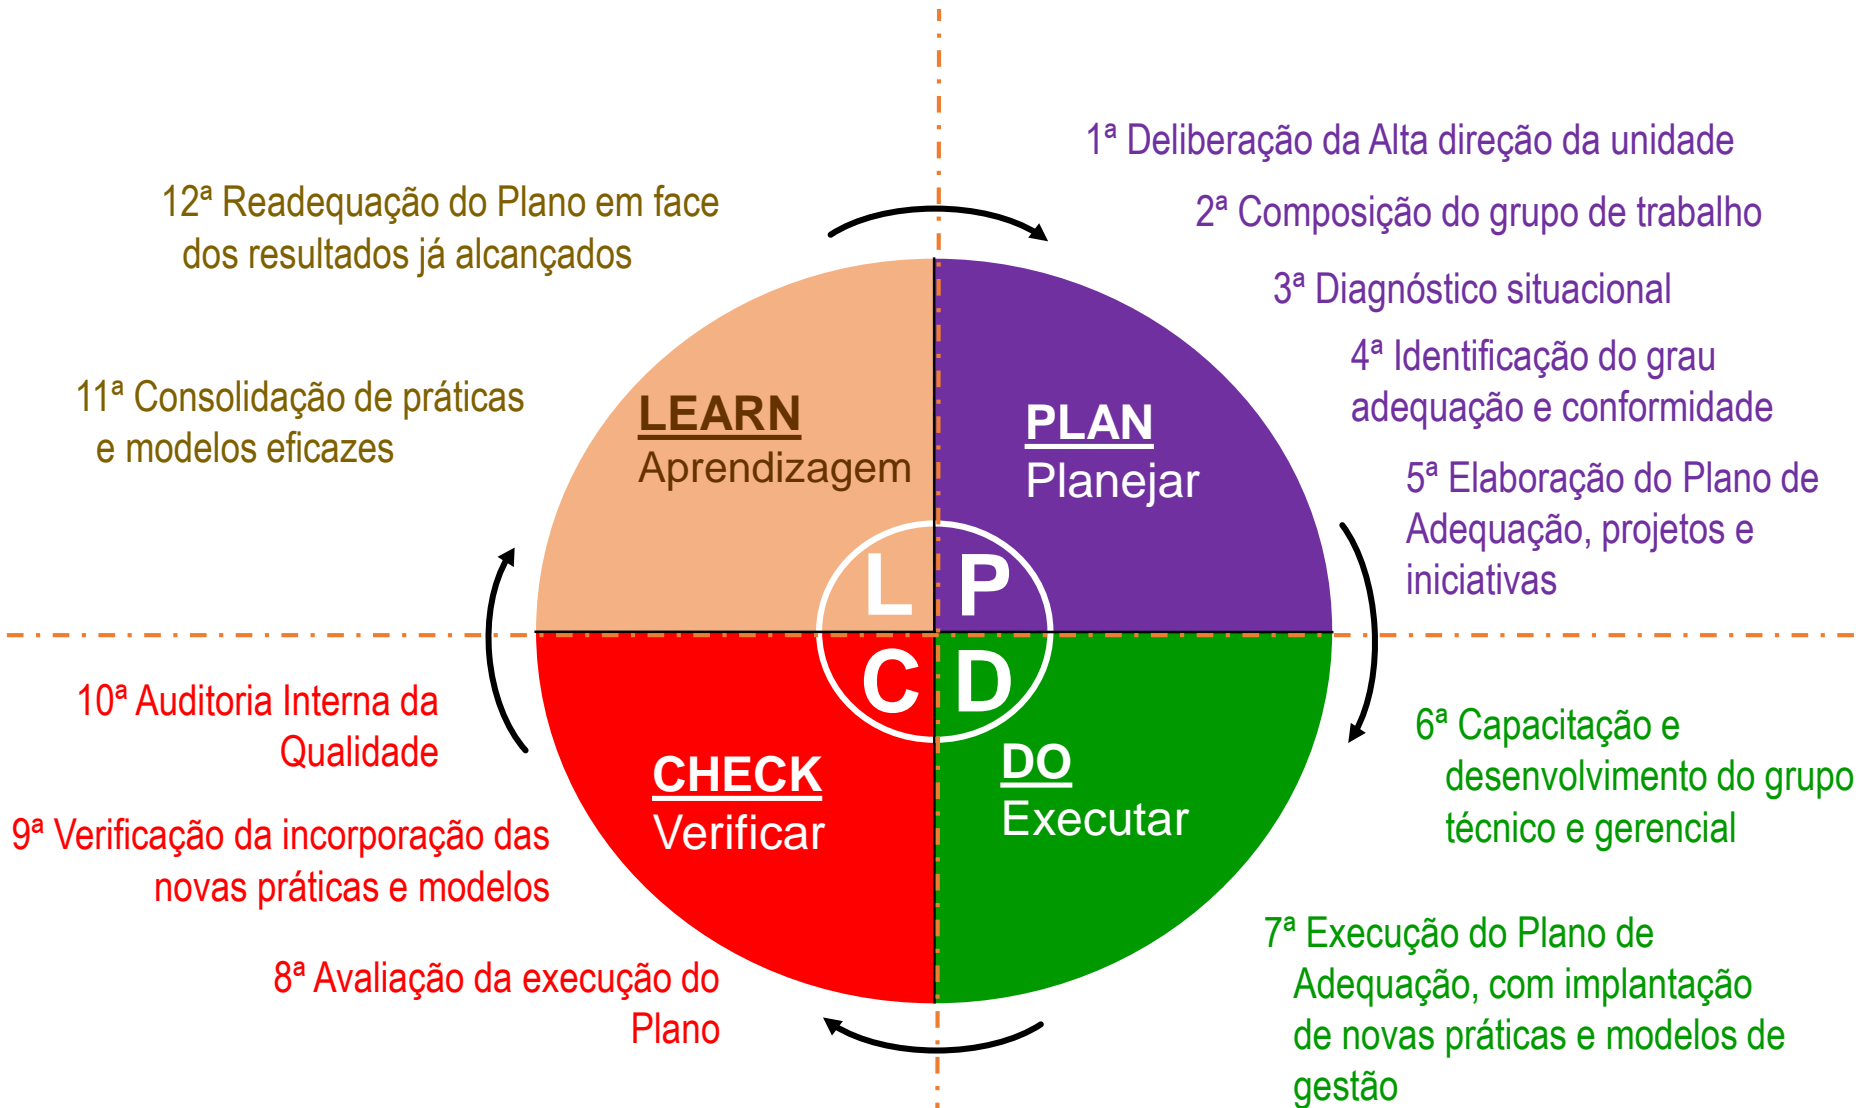 1ª Deliberação da Alta direção da unidade
2ª Composição do grupo de trabalho
3ª Diagnóstico situacional
4ª Identificação do grau
adequação e conformidade
5ª Elaboração do Plano de
Adequação, projetos e
iniciativas
6ª Capacitação e
desenvolvimento do grupo
técnico e gerencial
7ª Execução do Plano de
Adequação, com implantação
de novas práticas e modelos de
gestão
8ª Avaliação da execução do
Plano
9ª Verificação da incorporação das
novas práticas e modelos
10ª Auditoria Interna da
Qualidade
11ª Consolidação de práticas
e modelos eficazes
12ª Readequação do Plano em face
dos resultados já alcançados
LEARN
Aprendizagem
PLAN
Planejar
L P
C D
CHECK
Verificar
DO
Executar